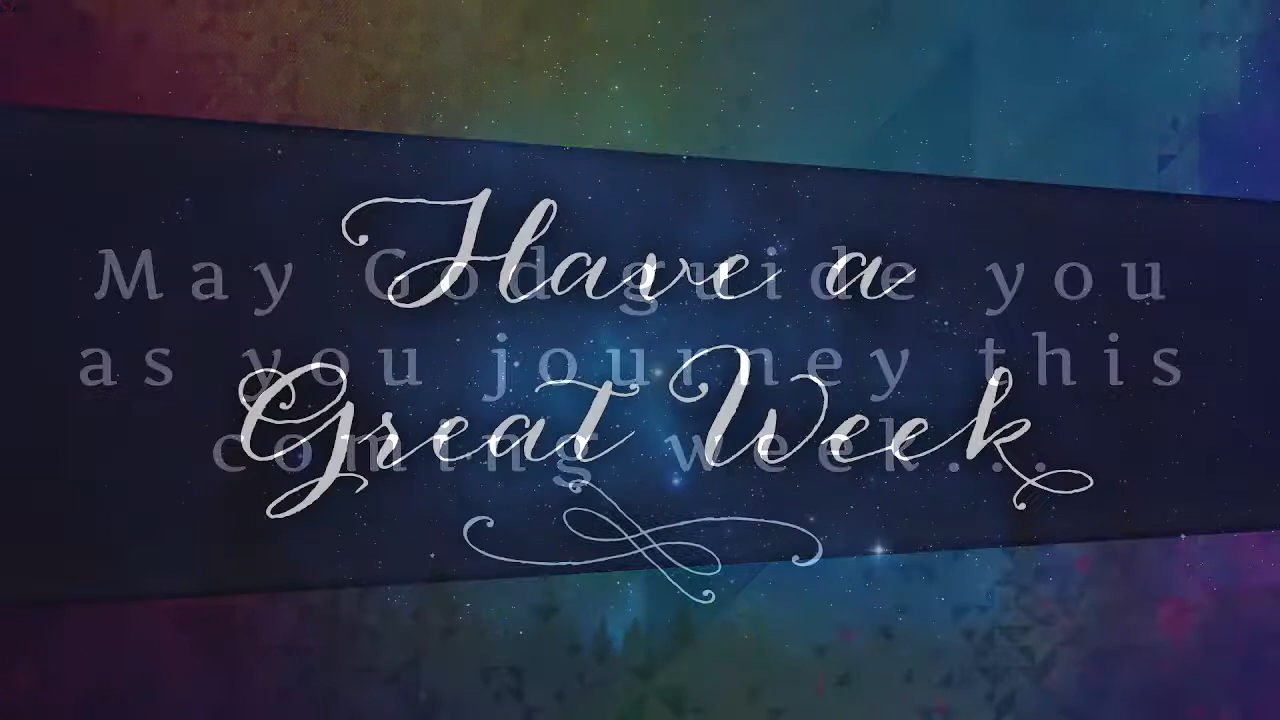 Have a
Great Week
May God guide you
as you journey this
coming week...